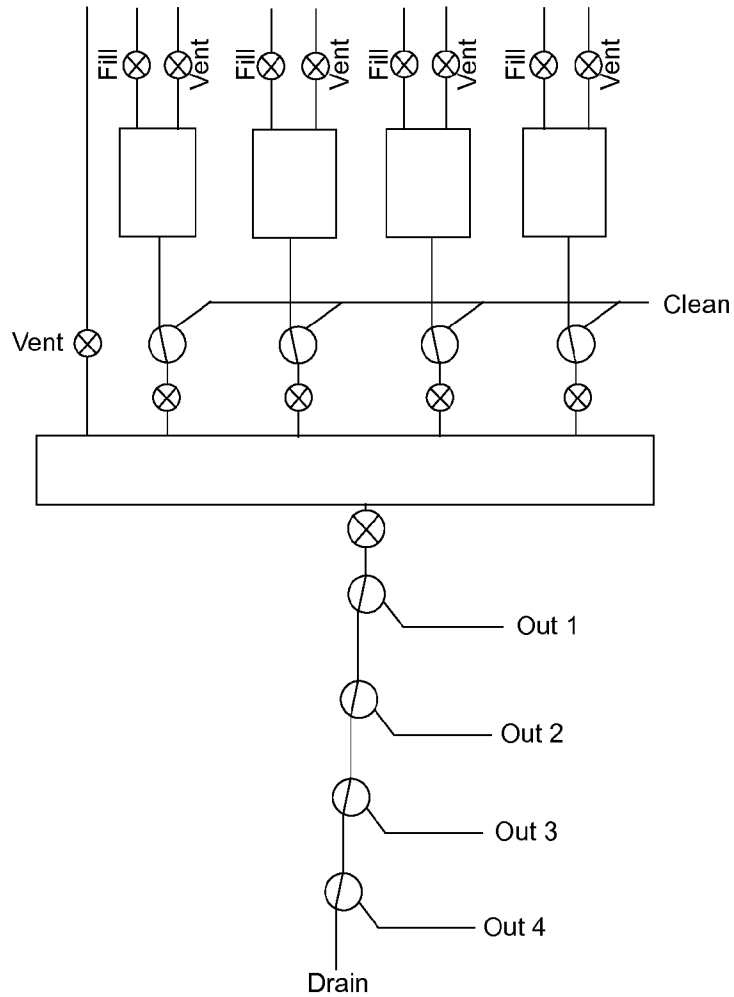 Fill
Vent
Fill
Vent
Fill
Vent
Fill
Vent
Clean
Vent
Out 1
Out 2
Out 3
Out 4
Drain